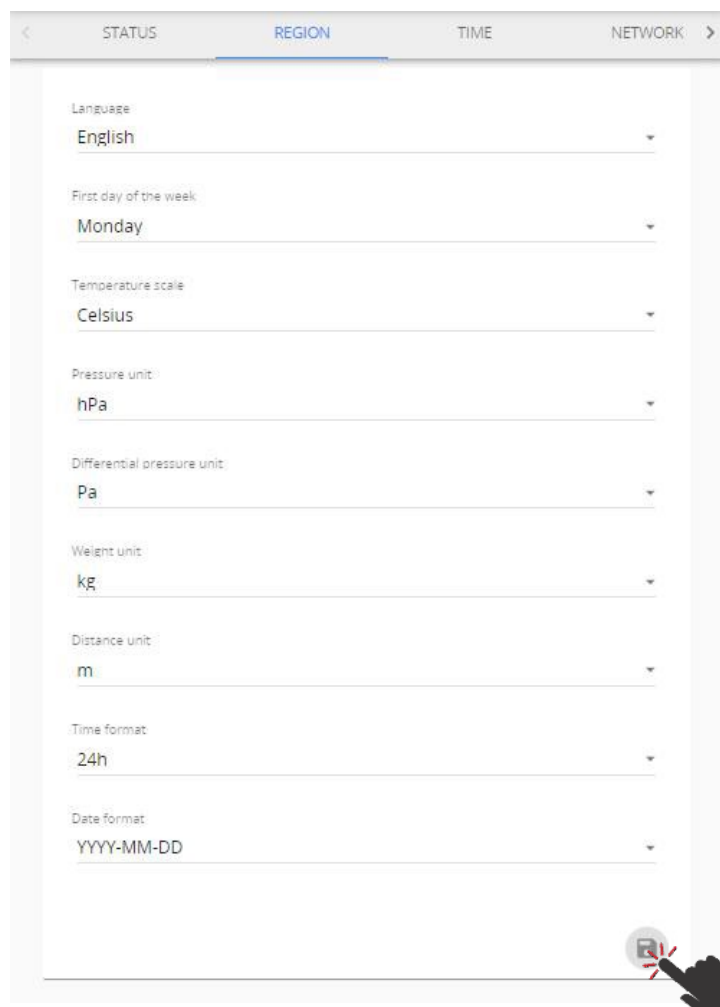 STATUS REGION TIME NETWORK
Language
English
First day of the week
Monday
Temperature scale
Celsius
Pressure unit
hPa
Differential pressure unit
Pa
Weight unit
kg
Distance unit
m
Time format
24h
Date format
YYYY-MM-DD